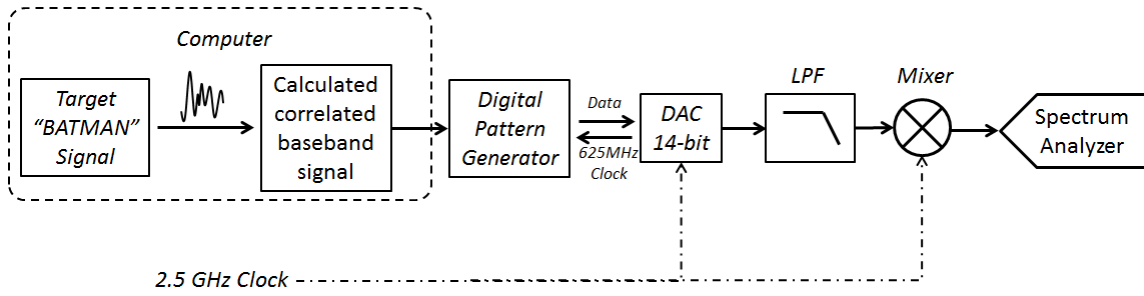 Computer
Target
“BATMAN”
Signal
Calculated
correlated
baseband
signal
Digital
Pattern
Generator
Data
625MHz
Clock
DAC
14-bit
LPF
Mixer
Spectrum
Analyzer
2.5 GHz Clock